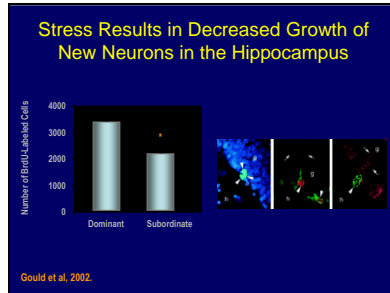 Stress Results in Decreased Growth of
New Neurons in the Hippocampus
Number of BrdU-Labeled Cells
4000
3000
2000
1000
0
*
Dominant Subordinate
h
g
h
g
h
Gould et al, 2002.